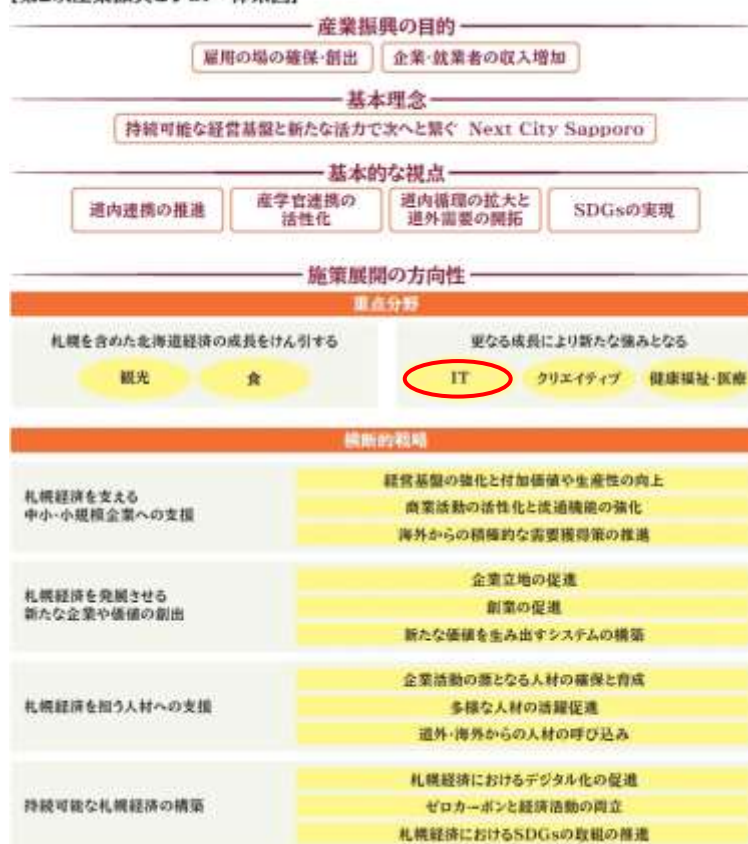 産業振興の目的
雇用の場の確保・創出
企業・就業者の収入増加
基本理念
持続可能な経営基盤と新たな活力で次へと繋ぐ Next City Sapporo
基本的な視点
道内連携の推進
産学官連携の
活性化
道内循環の拡大と
道外需要の開拓
SDGsの実現
施策展開の方向性
重点分野
札幌を含めた北海道経済の成長をけん引する
観光
食
更なる成長により新たな強みとなる
IT
クリエイティブ
健康福祉・医療
横断的戦略
札幌経済を支える
中小・小規模企業への支援
経営基盤の強化と付加価値や生産性の向上
商業活動の活性化と流通機能の強化
海外からの積極的な需要獲得策の推進
札幌経済を発展させる
新たな企業や価値の創出
企業立地の促進
創業の促進
新たな価値を生み出すシステムの構築
札幌経済を担う人材への支援
企業活動の源となる人材の確保と育成
多様な人材の活躍促進
道外・海外からの人材の呼び込み
持続可能な札幌経済の構築
札幌経済におけるデジタル化の促進
ゼロカーボンと経済活動の両立
札幌経済におけるSDGsの取組の推進